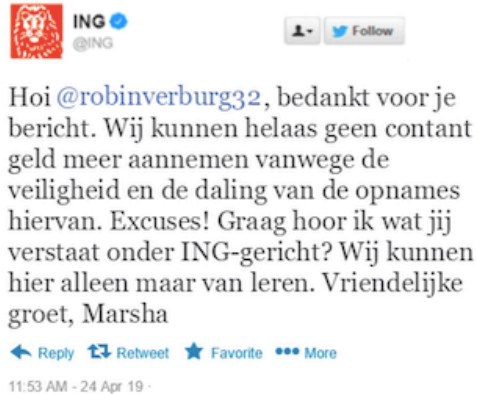 ING
@ING
Follow
Hoi @robinverburg32, bedankt voor je
bericht. Wij kunnen helaas geen contant
geld meer aannemen vanwege de
veiligheid en de daling van de opnames
hiervan. Excuses! Graag hoor ik wat jij
verstaat onder ING-gericht? Wij kunnen
hier alleen maar van leren. Vriendelijke
groet, Marsha
Reply Retweet Favorite More
11:53 AM - 24 Apr 19 ·